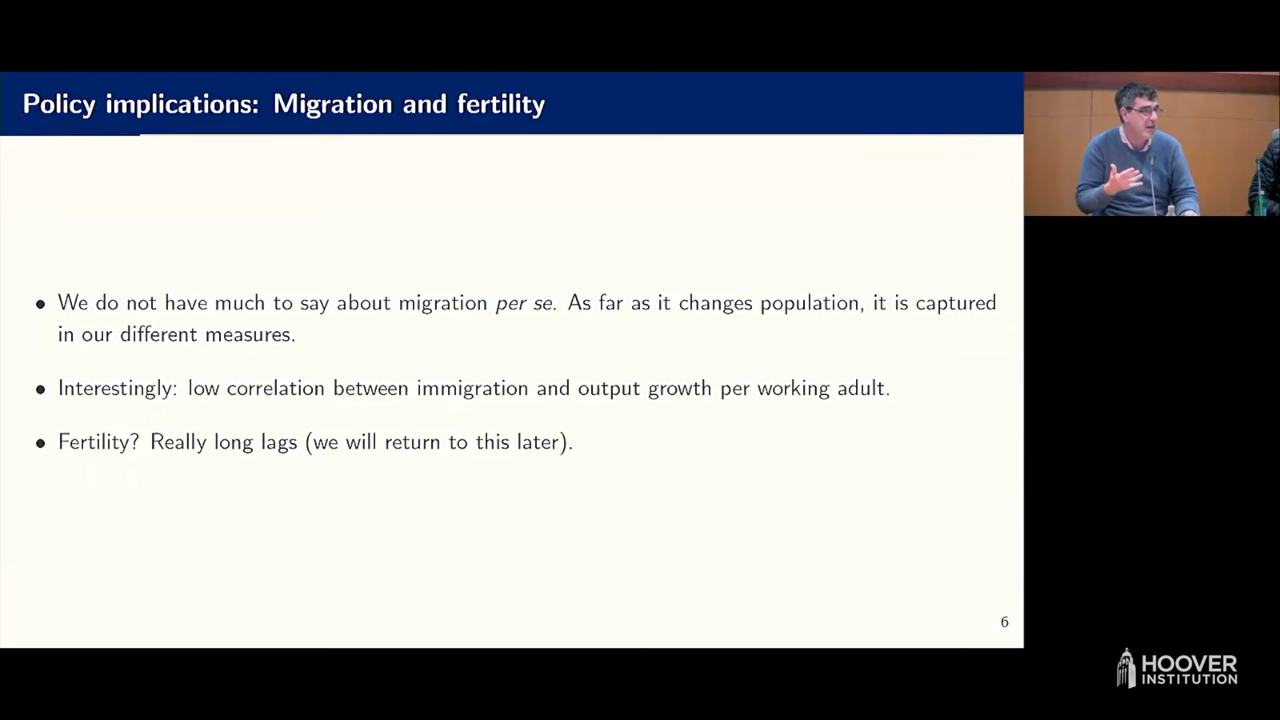 Policy implications: Migration and fertility
• We do not have much to say about migration per se. As far as it changes population, it is captured
in our different measures.
• Interestingly: low correlation between immigration and output growth per working adult.
• Fertility? Really long lags (we will return to this later).
6
HOOVER
INSTITUTION